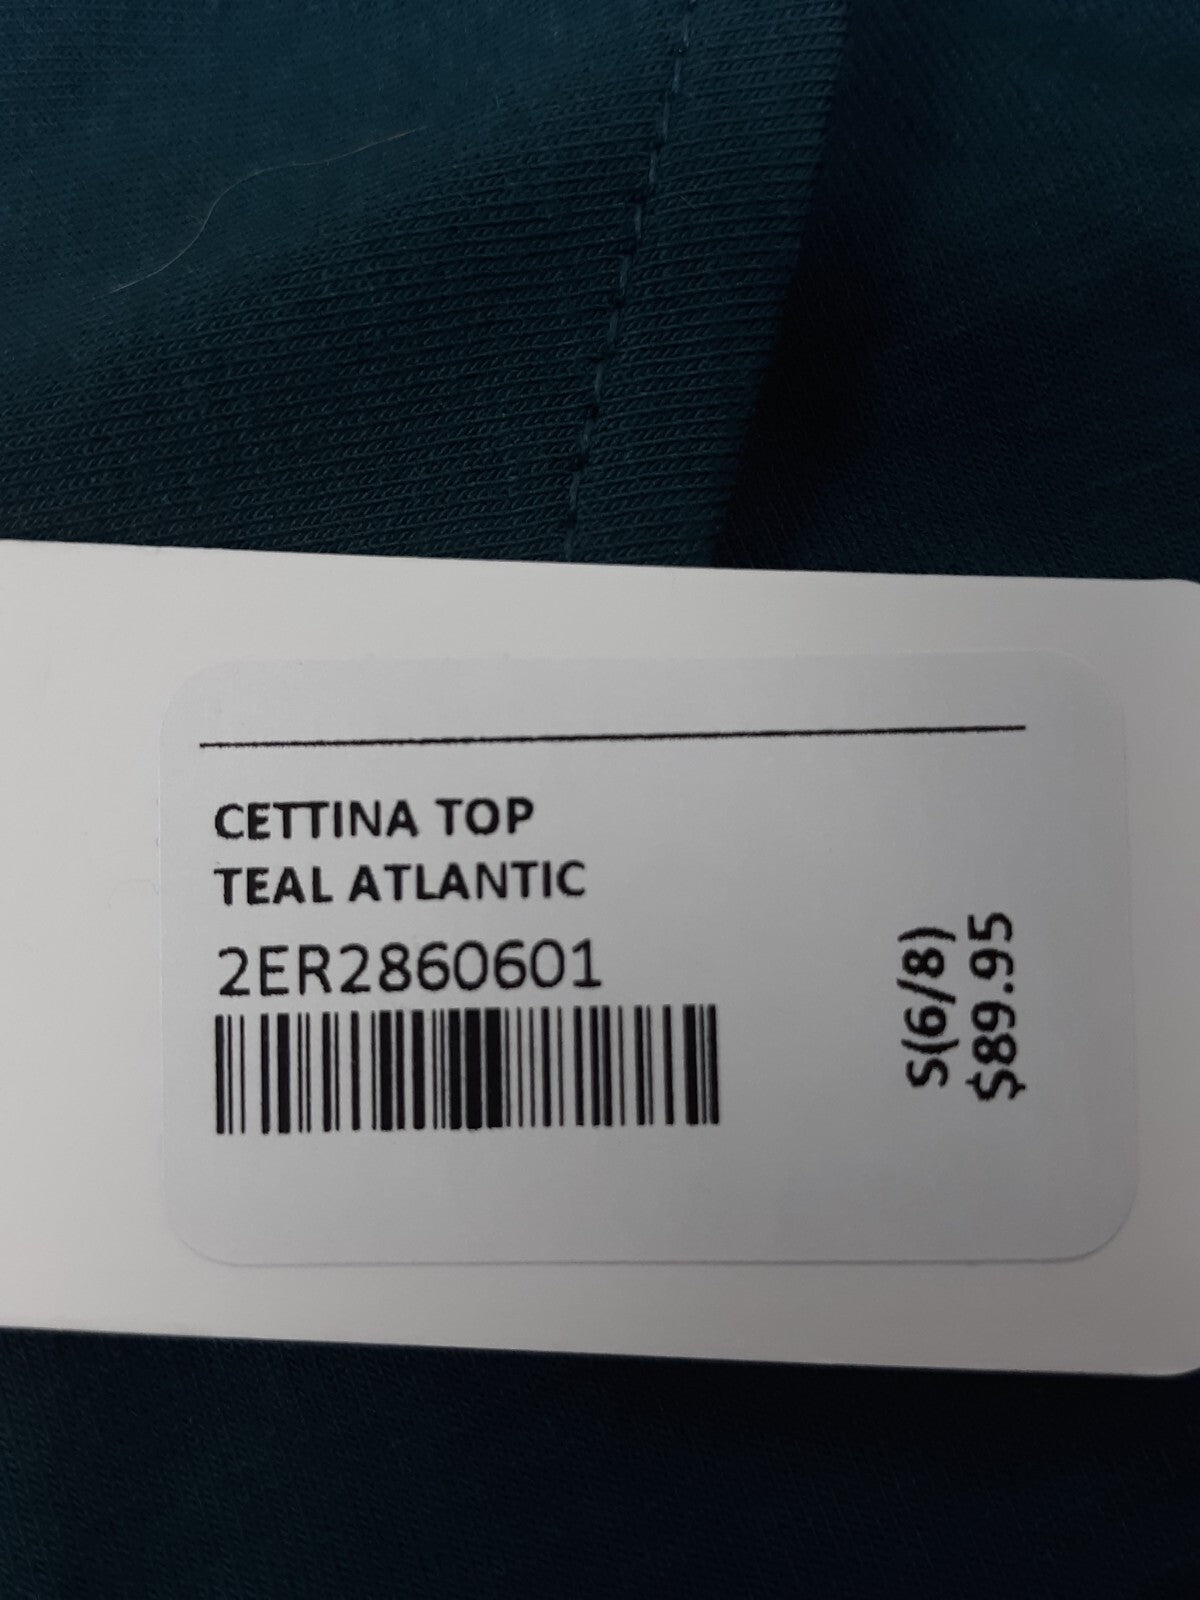 CETTINA TOP
TEAL ATLANTIC
2ER2860601
S(6/8)
$89.95